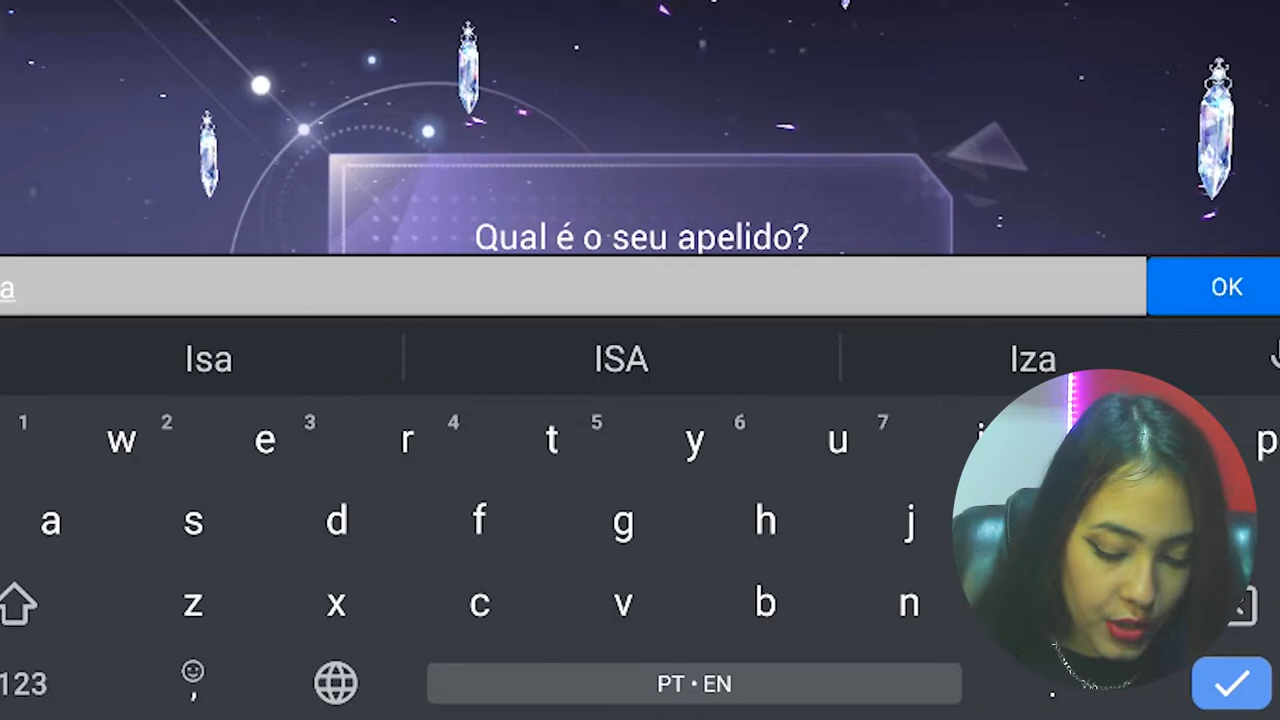 Qual é o seu apelido?
a
OK
Isa ISA Iza
1 2 3 4 5 6 7
w e r t y u i p
a s d f g h j
z x c v b n
123 , PT • EN .